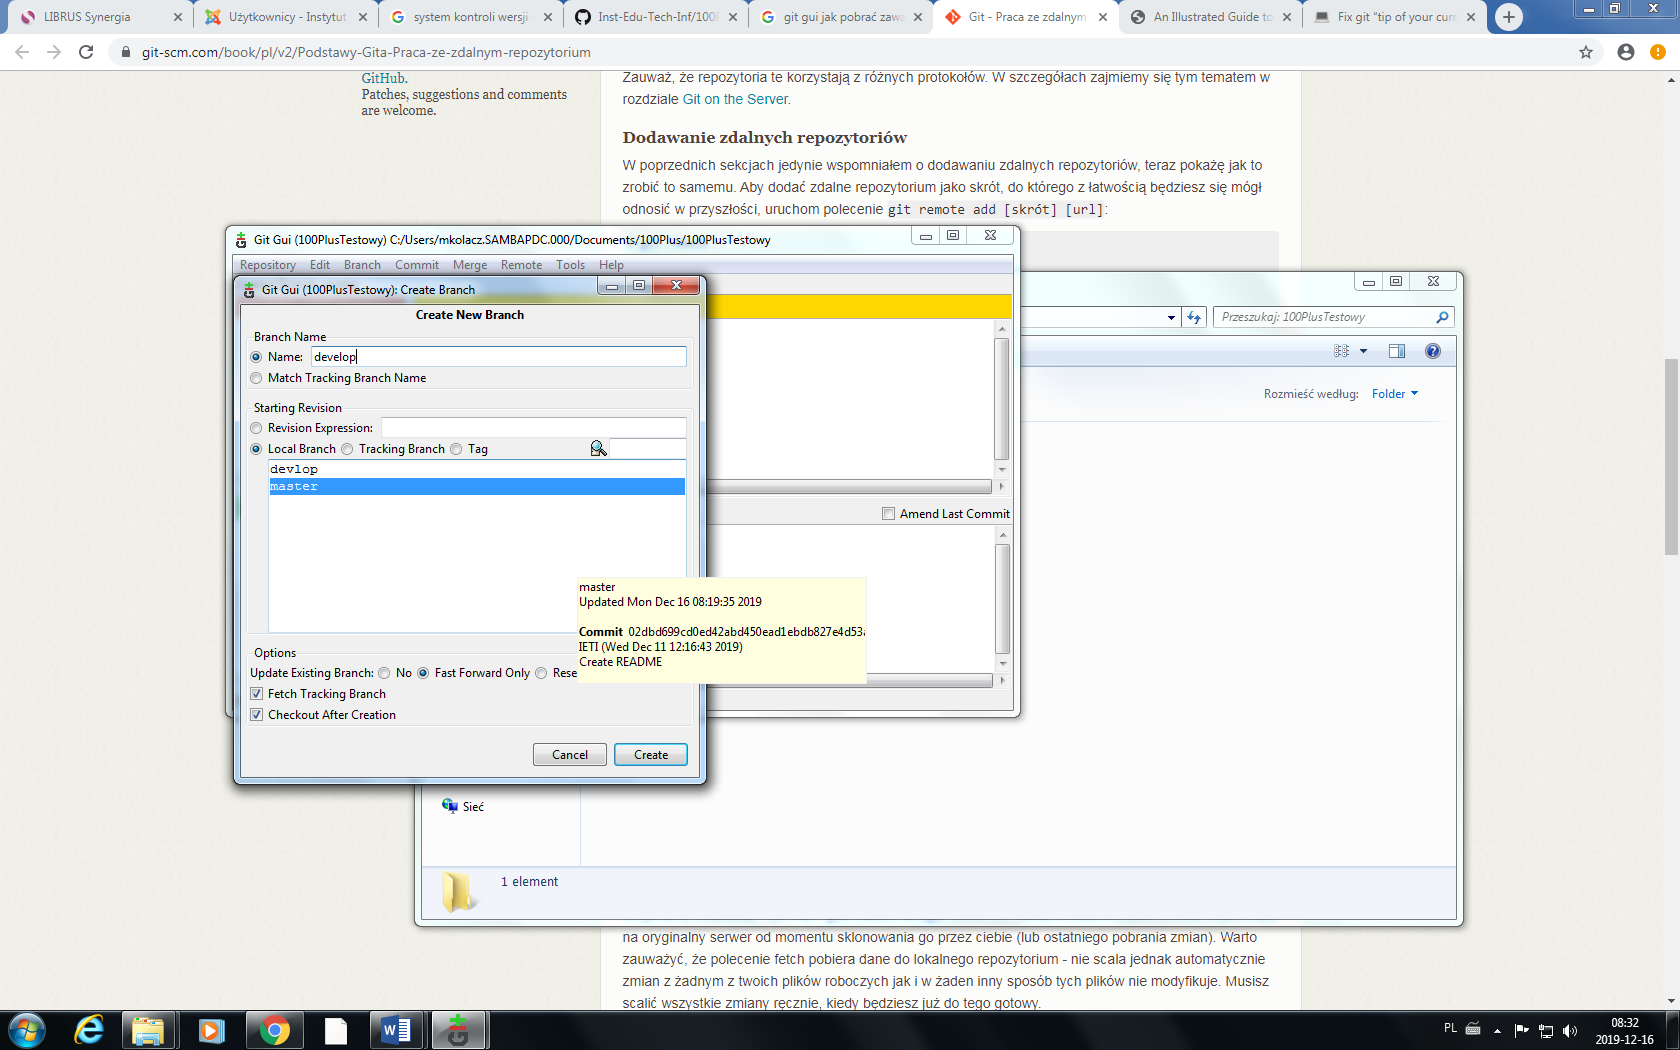 LIBRUS Synergia
Użytkownicy - Instytut
system kontroli wersji -
Inst-Edu-Tech-Inf/100P
git gui jak pobrać zawa
Git - Praca ze zdalnym
An Illustrated Guide to
Fix git "tip of your curr
git-scm.com/book/pl/v2/Podstawy-Gita-Praca-ze-zdalnym-repozytorium
GitHub.
Patches, suggestions and comments
are welcome.
Zauważ, że repozytoria te korzystają z różnych protokołów. W szczegółach zajmiemy się tym tematem w
rozdziale Git on the Server.
Dodawanie zdalnych repozytoriów
W poprzednich sekcjach jedynie wspomniałem o dodawaniu zdalnych repozytoriów, teraz pokażę jak to
zrobić to samemu. Aby dodać zdalne repozytorium jako skrót, do którego z łatwością będziesz się mógł
odnosić w przyszłości, uruchom polecenie git remote add [skrót] [url]:
Git Gui (100PlusTestowy) C:/Users/mkolacz.SAMBAPDC.000/Documents/100Plus/100PlusTestowy
Repository Edit Branch Commit Merge Remote Tools Help
Git Gui (100PlusTestowy): Create Branch
Create New Branch
Branch Name
Name: develop
Match Tracking Branch Name
Starting Revision
Revision Expression:
Local Branch Tracking Branch Tag
devlop
master
Options
Update Existing Branch: No Fast Forward Only Rese
Fetch Tracking Branch
Checkout After Creation
Cancel Create
master
Updated Mon Dec 16 08:19:35 2019
Commit 02dbd699cd0ed42abd450ead1ebdb827e4d53a
IETI (Wed Dec 11 12:16:43 2019)
Create README
Amend Last Commit
Przeszukaj: 100PlusTestowy
Rozmieść według: Folder
Sieć
1 element
na oryginalny serwer od momentu sklonowania go przez ciebie (lub ostatniego pobrania zmian). Warto
zauważyć, że polecenie fetch pobiera dane do lokalnego repozytorium - nie scala jednak automatycznie
zmian z żadnym z twoich plików roboczych jak i w żaden inny sposób tych plików nie modyfikuje. Musisz
scalić wszystkie zmiany ręcznie, kiedy będziesz już do tego gotowy.
PL
08:32
2019-12-16